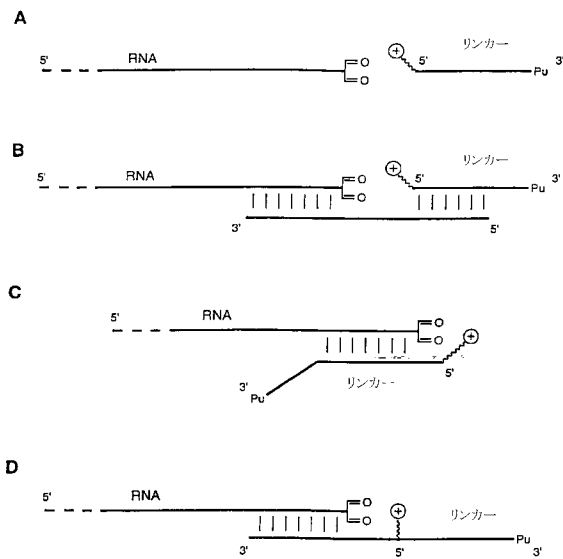 A
5' RNA O O + 5' リンカー Pu 3'
B
5' RNA O O + 5' リンカー Pu 3'
3' 5'
C
5' RNA O O +
3' Pu リンカー 5'
D
5' RNA O O + リンカー
3' 5' Pu 3'